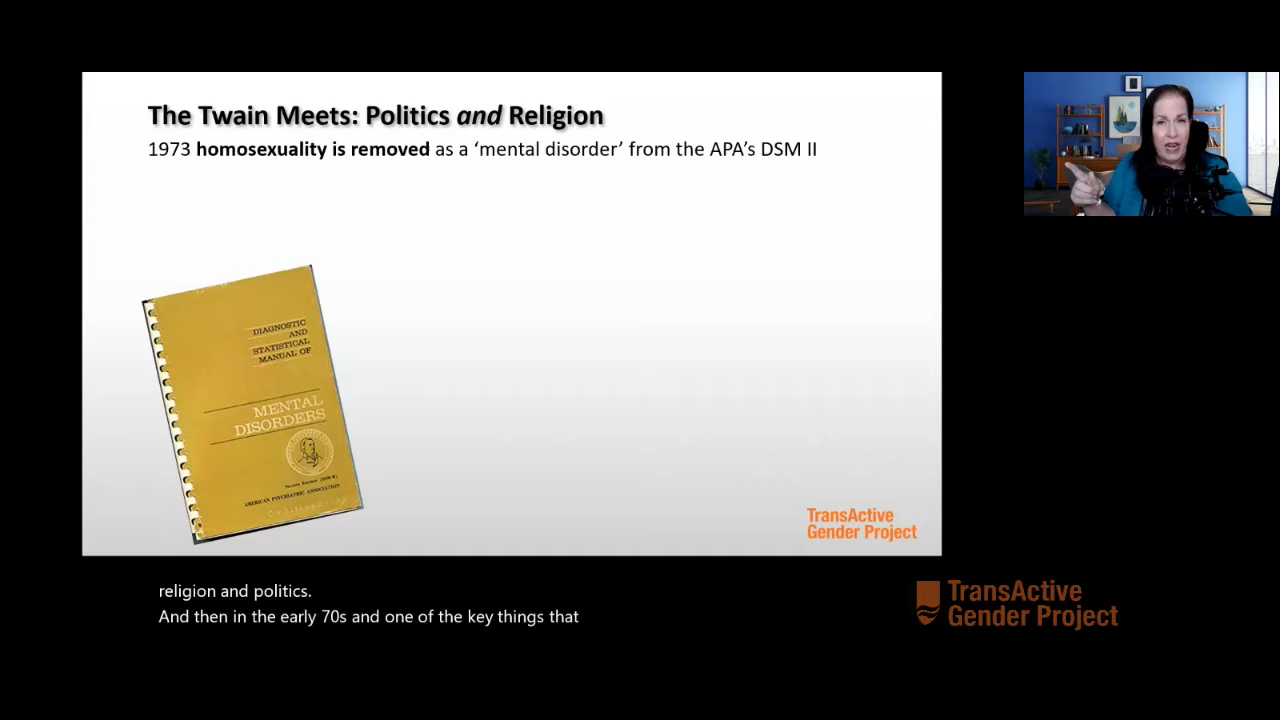 The Twain Meets: Politics and Religion
1973 homosexuality is removed as a ‘mental disorder’ from the APA’s DSM II
DIAGNOSTIC
AND
STATISTICAL
MANUAL OF
MENTAL
DISORDERS
AMERICAN PSYCHIATRIC ASSOCIATION
TransActive
Gender Project
religion and politics.
And then in the early 70s and one of the key things that
TransActive
Gender Project